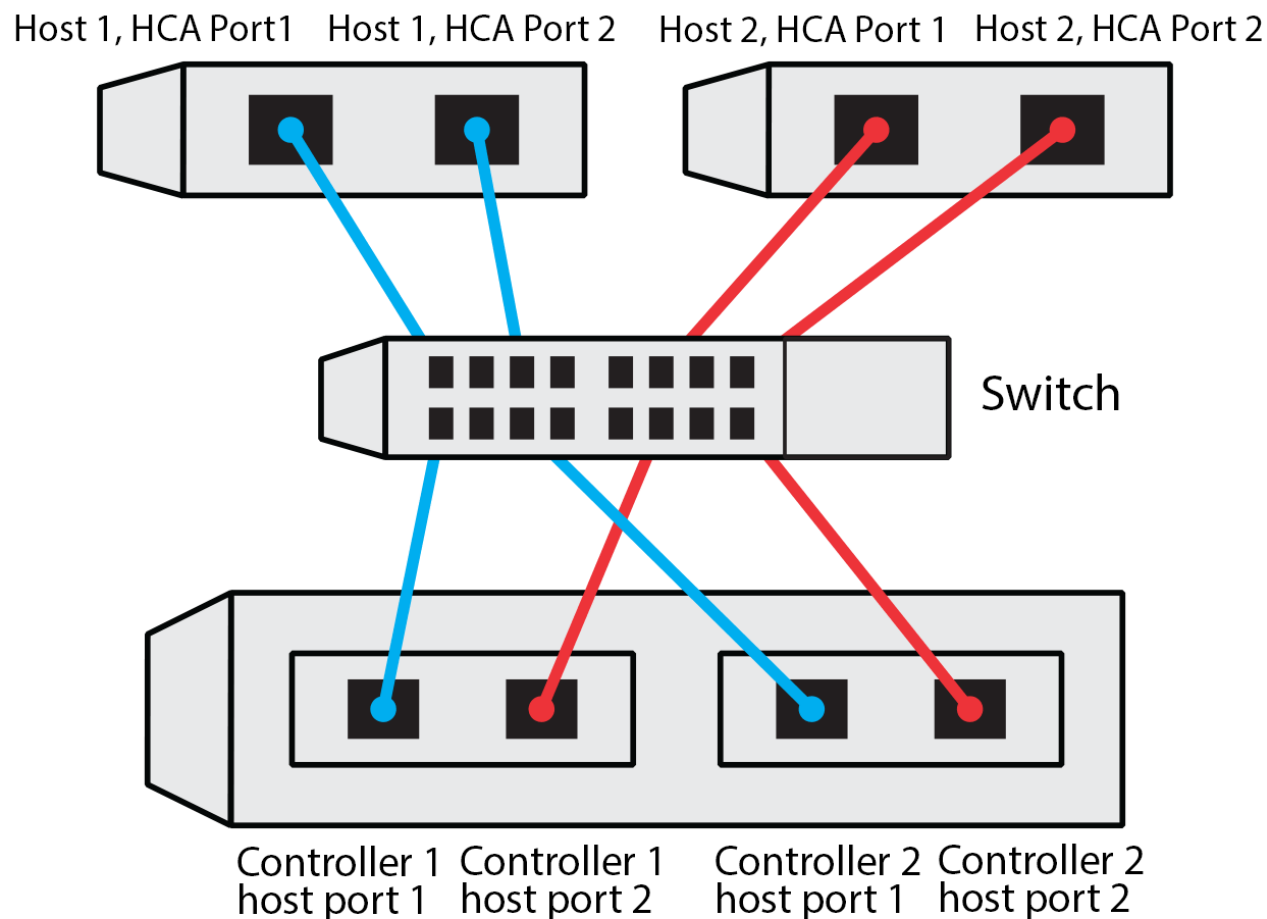 Host 1, HCA Port1
Host 1, HCA Port 2
Host 2, HCA Port 1
Host 2, HCA Port 2
Switch
Controller 1
host port 1
Controller 1
host port 2
Controller 2
host port 1
Controller 2
host port 2